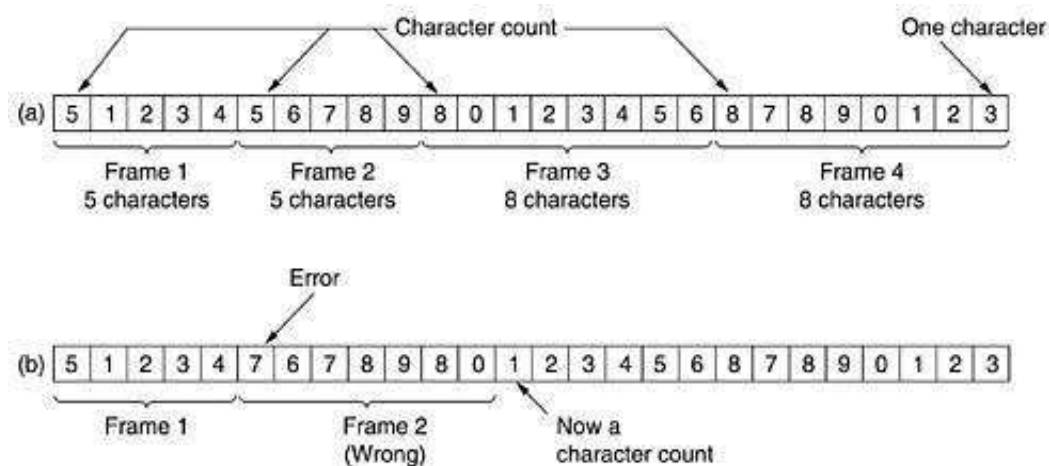 Character count
One character
(a) 5 1 2 3 4 5 6 7 8 9 8 0 1 2 3 4 5 6 8 7 8 9 0 1 2 3
Frame 1
5 characters
Frame 2
5 characters
Frame 3
8 characters
Frame 4
8 characters
Error
(b) 5 1 2 3 4 7 6 7 8 9 8 0 1 2 3 4 5 6 8 7 8 9 0 1 2 3
Frame 1
Frame 2
(Wrong)
Now a
character count